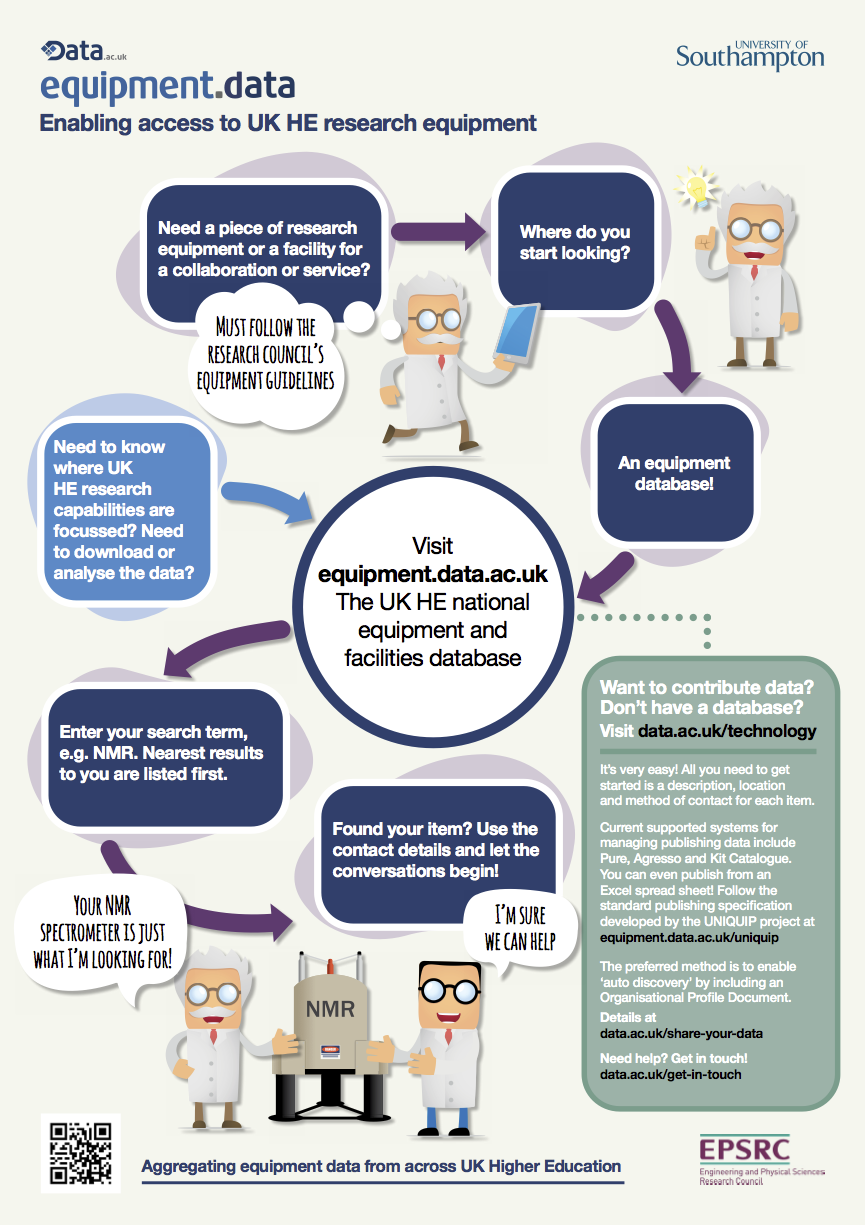 Data.ac.uk
UNIVERSITY OF
Southampton
equipment.data
Enabling access to UK HE research equipment
Need a piece of research
equipment or a facility for
a collaboration or service?
Where do you
start looking?
MUST FOLLOW THE
RESEARCH COUNCIL'S
EQUIPMENT GUIDELINES
An equipment
database!
Need to know
where UK
HE research
capabilities are
focussed? Need
to download or
analyse the data?
Visit
equipment.data.ac.uk
The UK HE national
equipment and
facilities database
Enter your search term,
e.g. NMR. Nearest results
to you are listed first.
Found your item? Use the
contact details and let the
conversations begin!
YOUR NMR
SPECTROMETER IS JUST
WHAT I'M LOOKING FOR!
I'M SURE
WE CAN HELP
NMR
Want to contribute data?
Don't have a database?
Visit data.ac.uk/technology
It's very easy! All you need to get
started is a description, location
and method of contact for each item.
Current supported systems for
managing publishing data include
Pure, Agresso and Kit Catalogue.
You can even publish from an
Excel spread sheet! Follow the
standard publishing specification
developed by the UNIQUIP project at
equipment.data.ac.uk/uniquip
The preferred method is to enable
'auto discovery' by including an
Organisational Profile Document.
Details at
data.ac.uk/share-your-data
Need help? Get in touch!
data.ac.uk/get-in-touch
Aggregating equipment data from across UK Higher Education
EPSRC
Engineering and Physical Sciences
Research Council